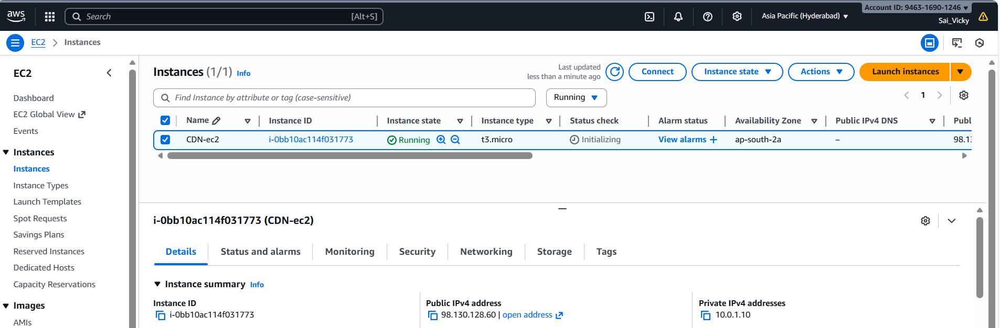 aws
Search [Alt+S]
Asia Pacific (Hyderabad)
Account ID: 9463-1690-1246
Sai_Vicky
EC2 > Instances
EC2
Dashboard
EC2 Global View
Events
Instances
Instances
Instance Types
Launch Templates
Spot Requests
Savings Plans
Reserved Instances
Dedicated Hosts
Capacity Reservations
Images
AMIs
Instances (1/1) Info
Last updated
less than a minute ago
Connect
Instance state
Actions
Launch instances
Find Instance by attribute or tag (case-sensitive)
Running
1
Name Instance ID Instance state Instance type Status check Alarm status Availability Zone Public IPv4 DNS Publ
CDN-ec2 i-0bb10ac114f031773 Running t3.micro Initializing View alarms + ap-south-2a – 98.13
i-0bb10ac114f031773 (CDN-ec2)
Details Status and alarms Monitoring Security Networking Storage Tags
Instance summary Info
Instance ID
i-0bb10ac114f031773
Public IPv4 address
98.130.128.60 | open address
Private IPv4 addresses
10.0.1.10